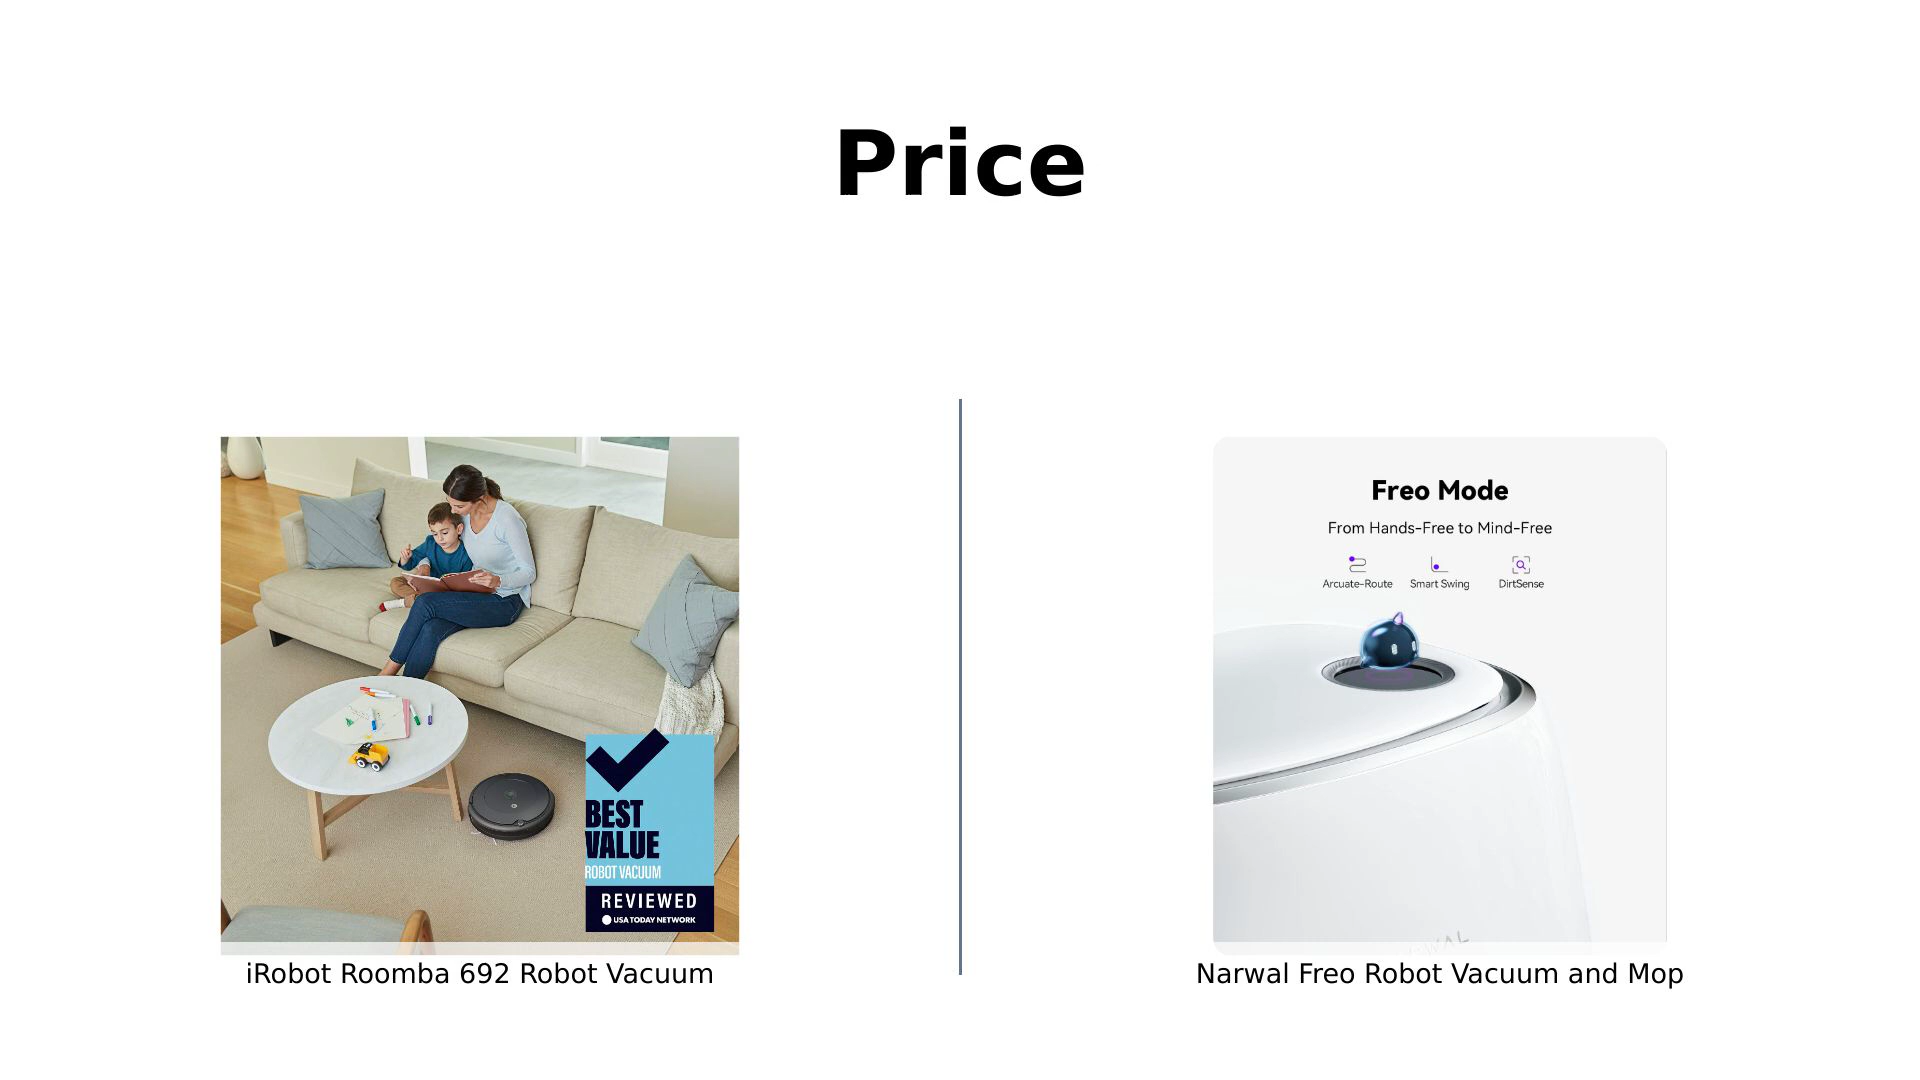 Price
BEST
VALUE
ROBOT VACUUM
REVIEWED
USA TODAY NETWORK
iRobot Roomba 692 Robot Vacuum
Freo Mode
From Hands-Free to Mind-Free
Arcuate-Route Smart Swing DirtSense
Narwal Freo Robot Vacuum and Mop